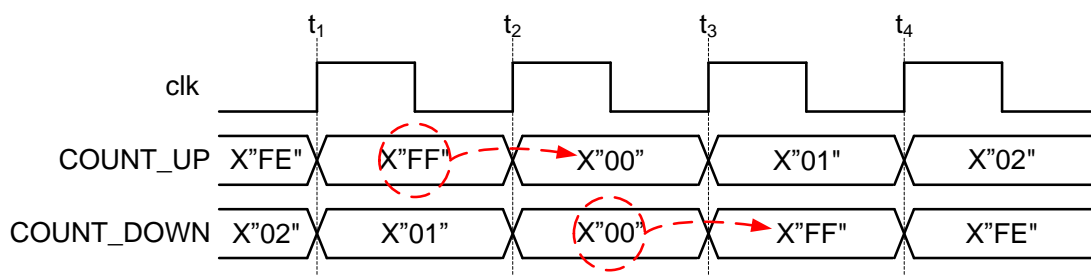 t1 t2 t3 t4
clk
COUNT_UP X”FE" X”FF" X”00” X”01" X”02"
COUNT_DOWN X”02" X”01” X”00” X”FF" X”FE"